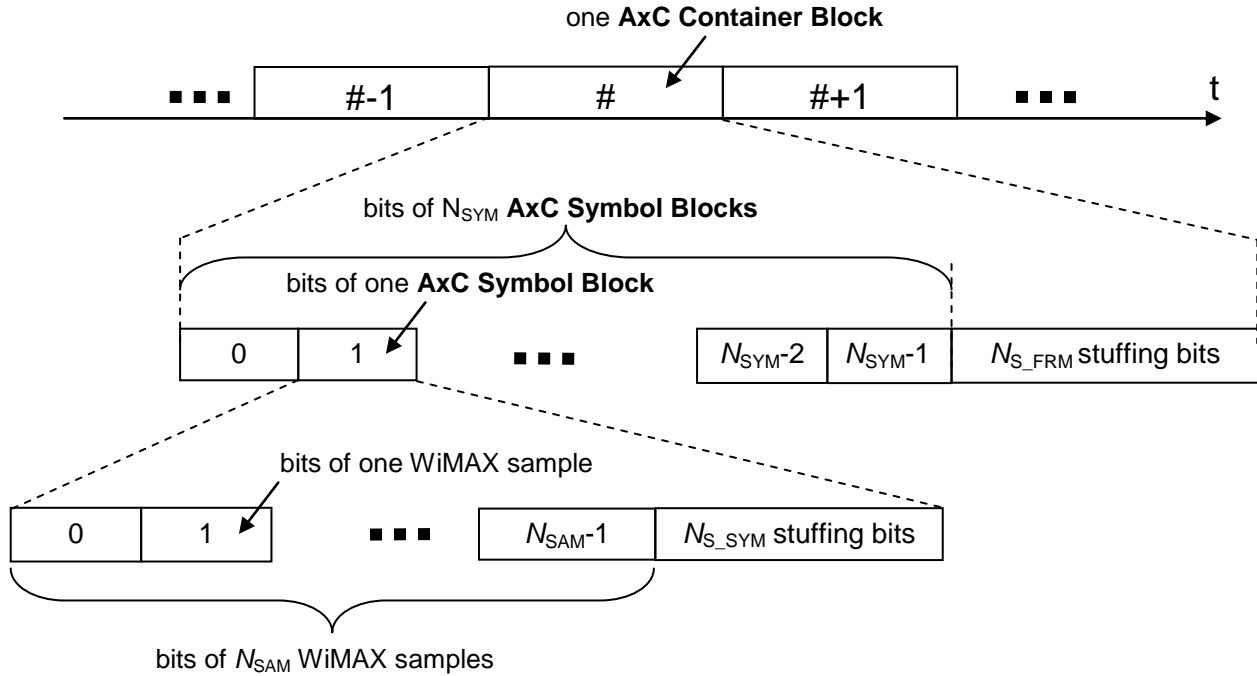 one AxC Container Block
#-1 # #+1 t
bits of NSYM AxC Symbol Blocks
bits of one AxC Symbol Block
0 1 NSYM-2 NSYM-1 NS_FRM stuffing bits
bits of one WiMAX sample
0 1 NSAM-1 NS_SYM stuffing bits
bits of NSAM WiMAX samples